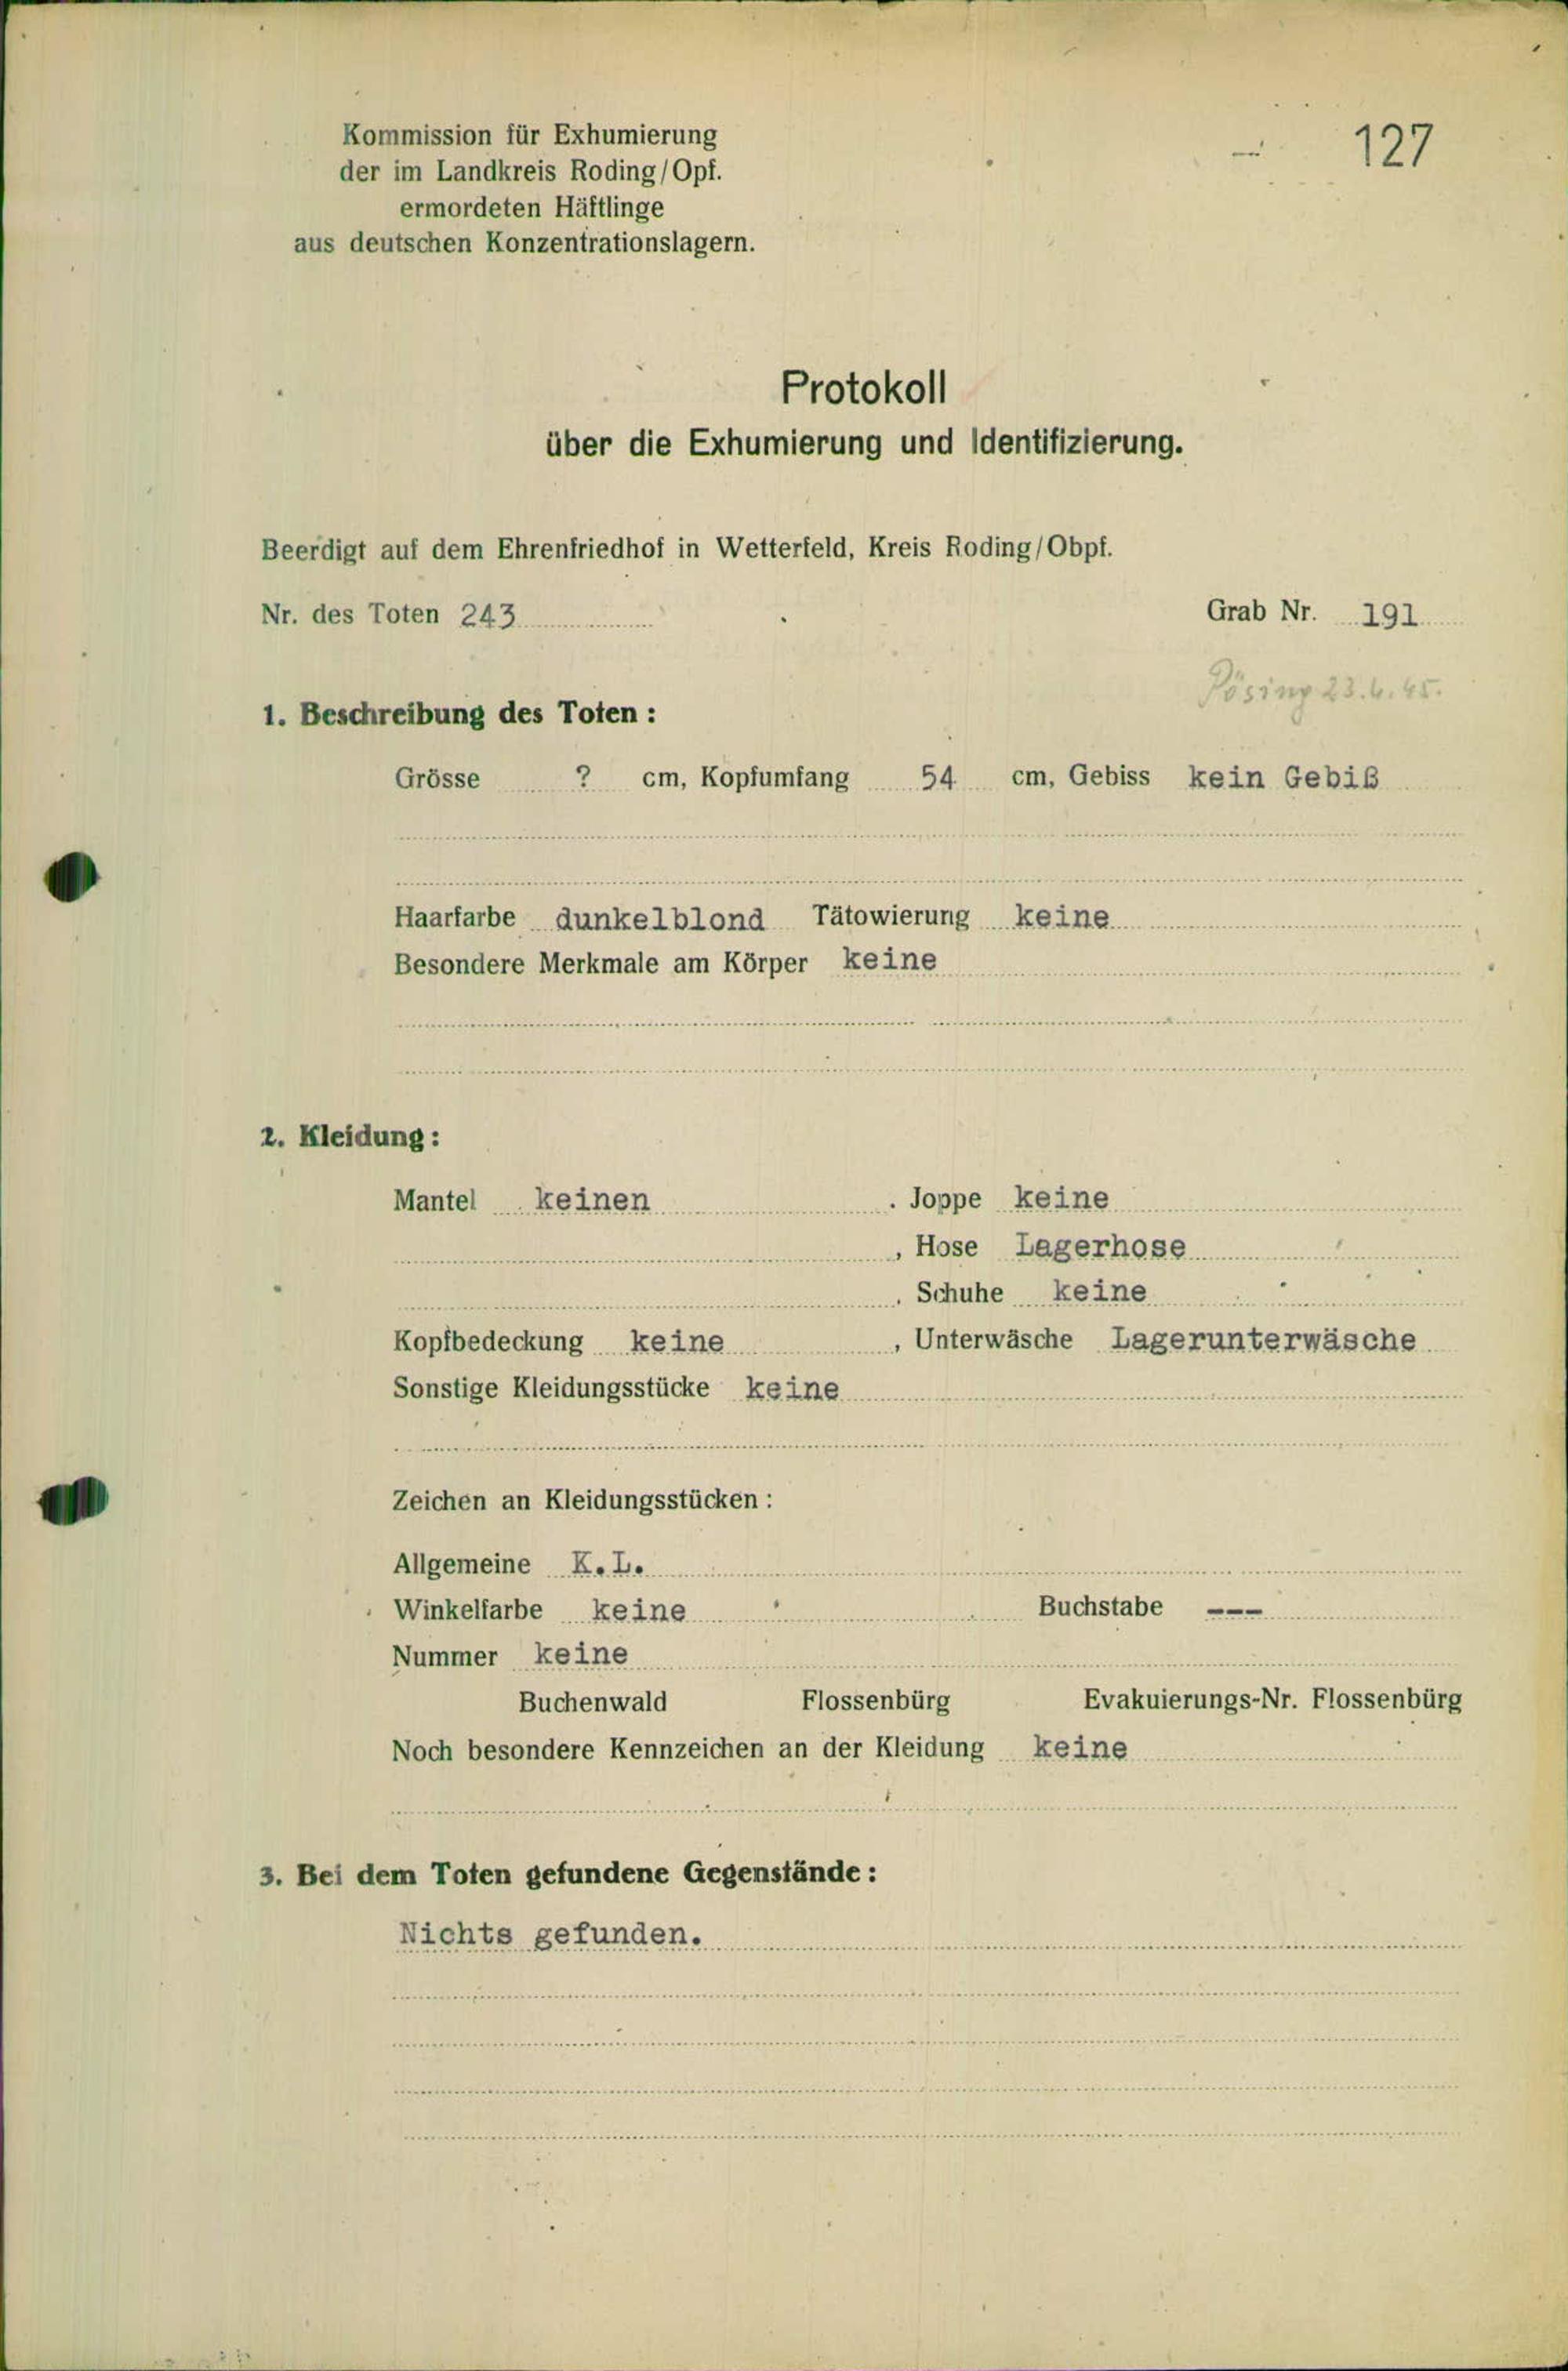 Kommission für Exhumierung
der im Landkreis Roding/Opf.
ermordeten Häftlinge
aus deutschen Konzentrationslagern.
127
Protokoll
über die Exhumierung und Identifizierung.
Beerdigt auf dem Ehrenfriedhof in Wetterfeld, Kreis Roding/Obpf.
Nr. des Toten 243 Grab Nr. 191
Pösing 23.4.45.
1. Beschreibung des Toten :
Grösse ? cm, Kopfumfang 54 cm, Gebiss kein Gebiß
Haarfarbe dunkelblond Tätowierung keine
Besondere Merkmale am Körper keine
2. Kleidung :
Mantel keinen . Joppe keine
, Hose Lagerhose
, Schuhe keine
Kopfbedeckung keine , Unterwäsche Lagerunterwäsche
Sonstige Kleidungsstücke keine
Zeichen an Kleidungsstücken :
Allgemeine K.L.
Winkelfarbe keine Buchstabe ---
Nummer keine
Buchenwald Flossenbürg Evakuierungs-Nr. Flossenbürg
Noch besondere Kennzeichen an der Kleidung keine
3. Bei dem Toten gefundene Gegenstände :
Nichts gefunden.